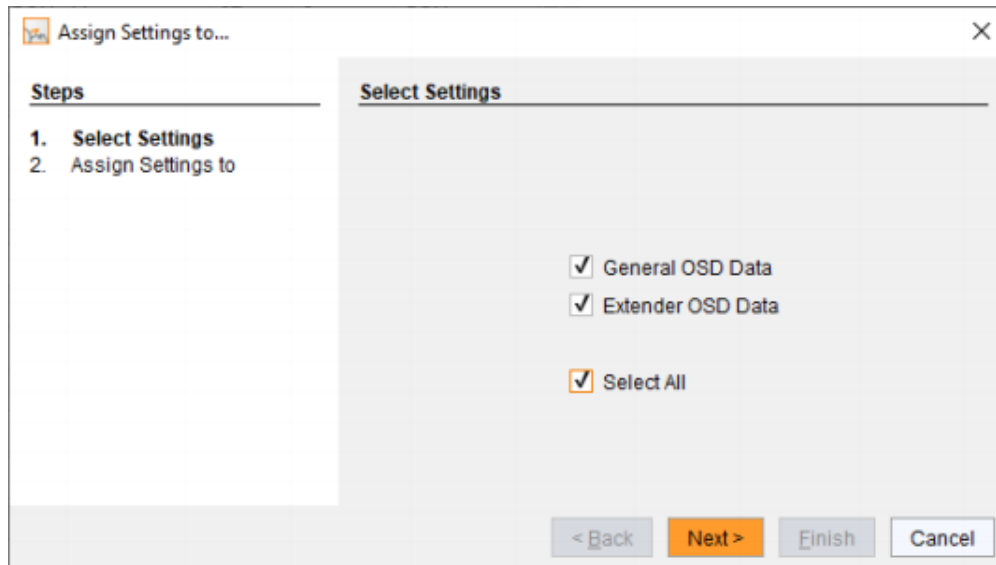 Assign Settings to...
Steps
1. Select Settings
2. Assign Settings to
Select Settings
General OSD Data
Extender OSD Data
Select All
< Back
Next >
Finish
Cancel